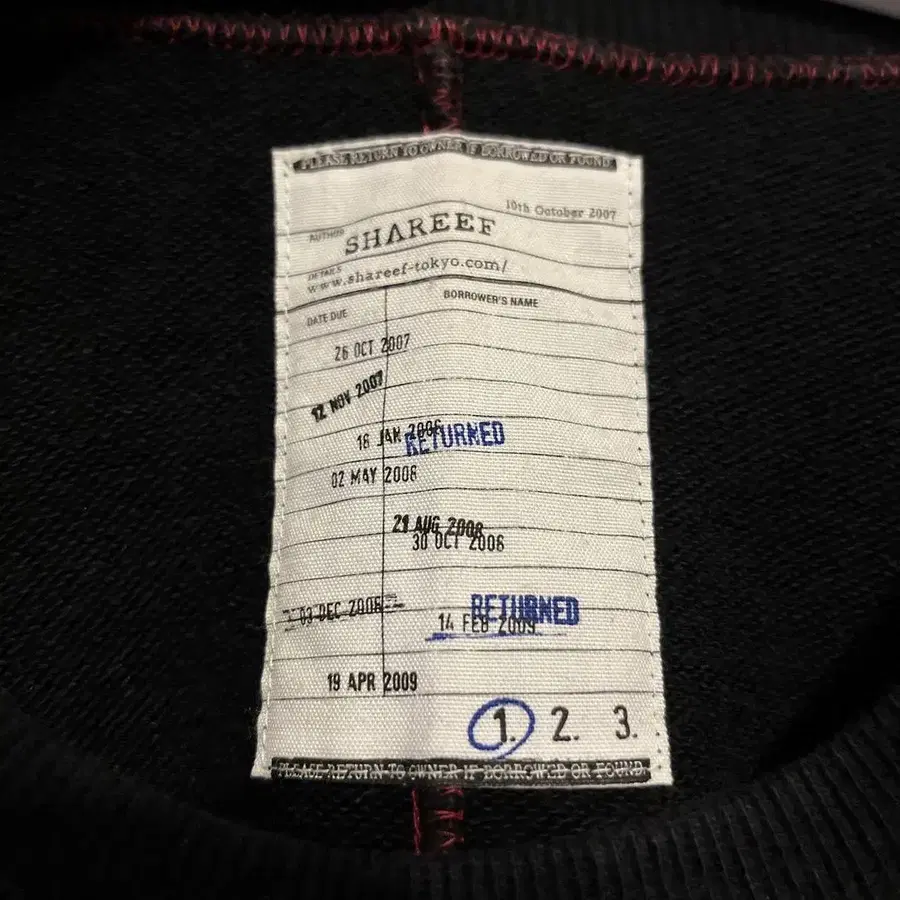 PLEASE RETURN TO OWNER IF BORROWED OR FOUND.
10th October 2007
AUTHOR SHAREEF
DETAILS www.shareef-tokyo.com/
DATE DUE BORROWER'S NAME
26 OCT 2007
12 NOV 2007
18 JAN 2008 RETURNED
02 MAY 2008
21 AUG 2008
30 OCT 2008
03 DEC 2008 RETURNED
14 FEB 2009
19 APR 2009
1. 2. 3.
PLEASE RETURN TO OWNER IF BORROWED OR FOUND.